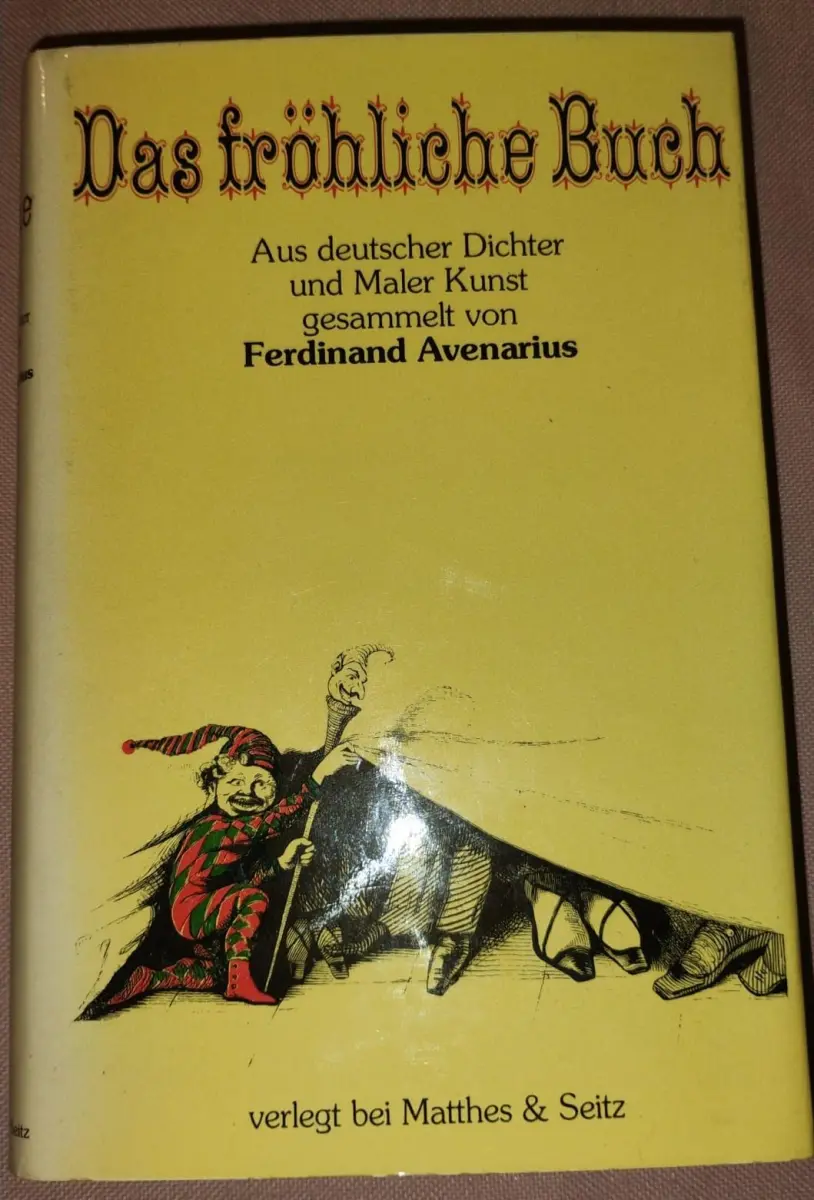 Das fröhliche Buch
Aus deutscher Dichter
und Maler Kunst
gesammelt von
Ferdinand Avenarius
verlegt bei Matthes & Seitz